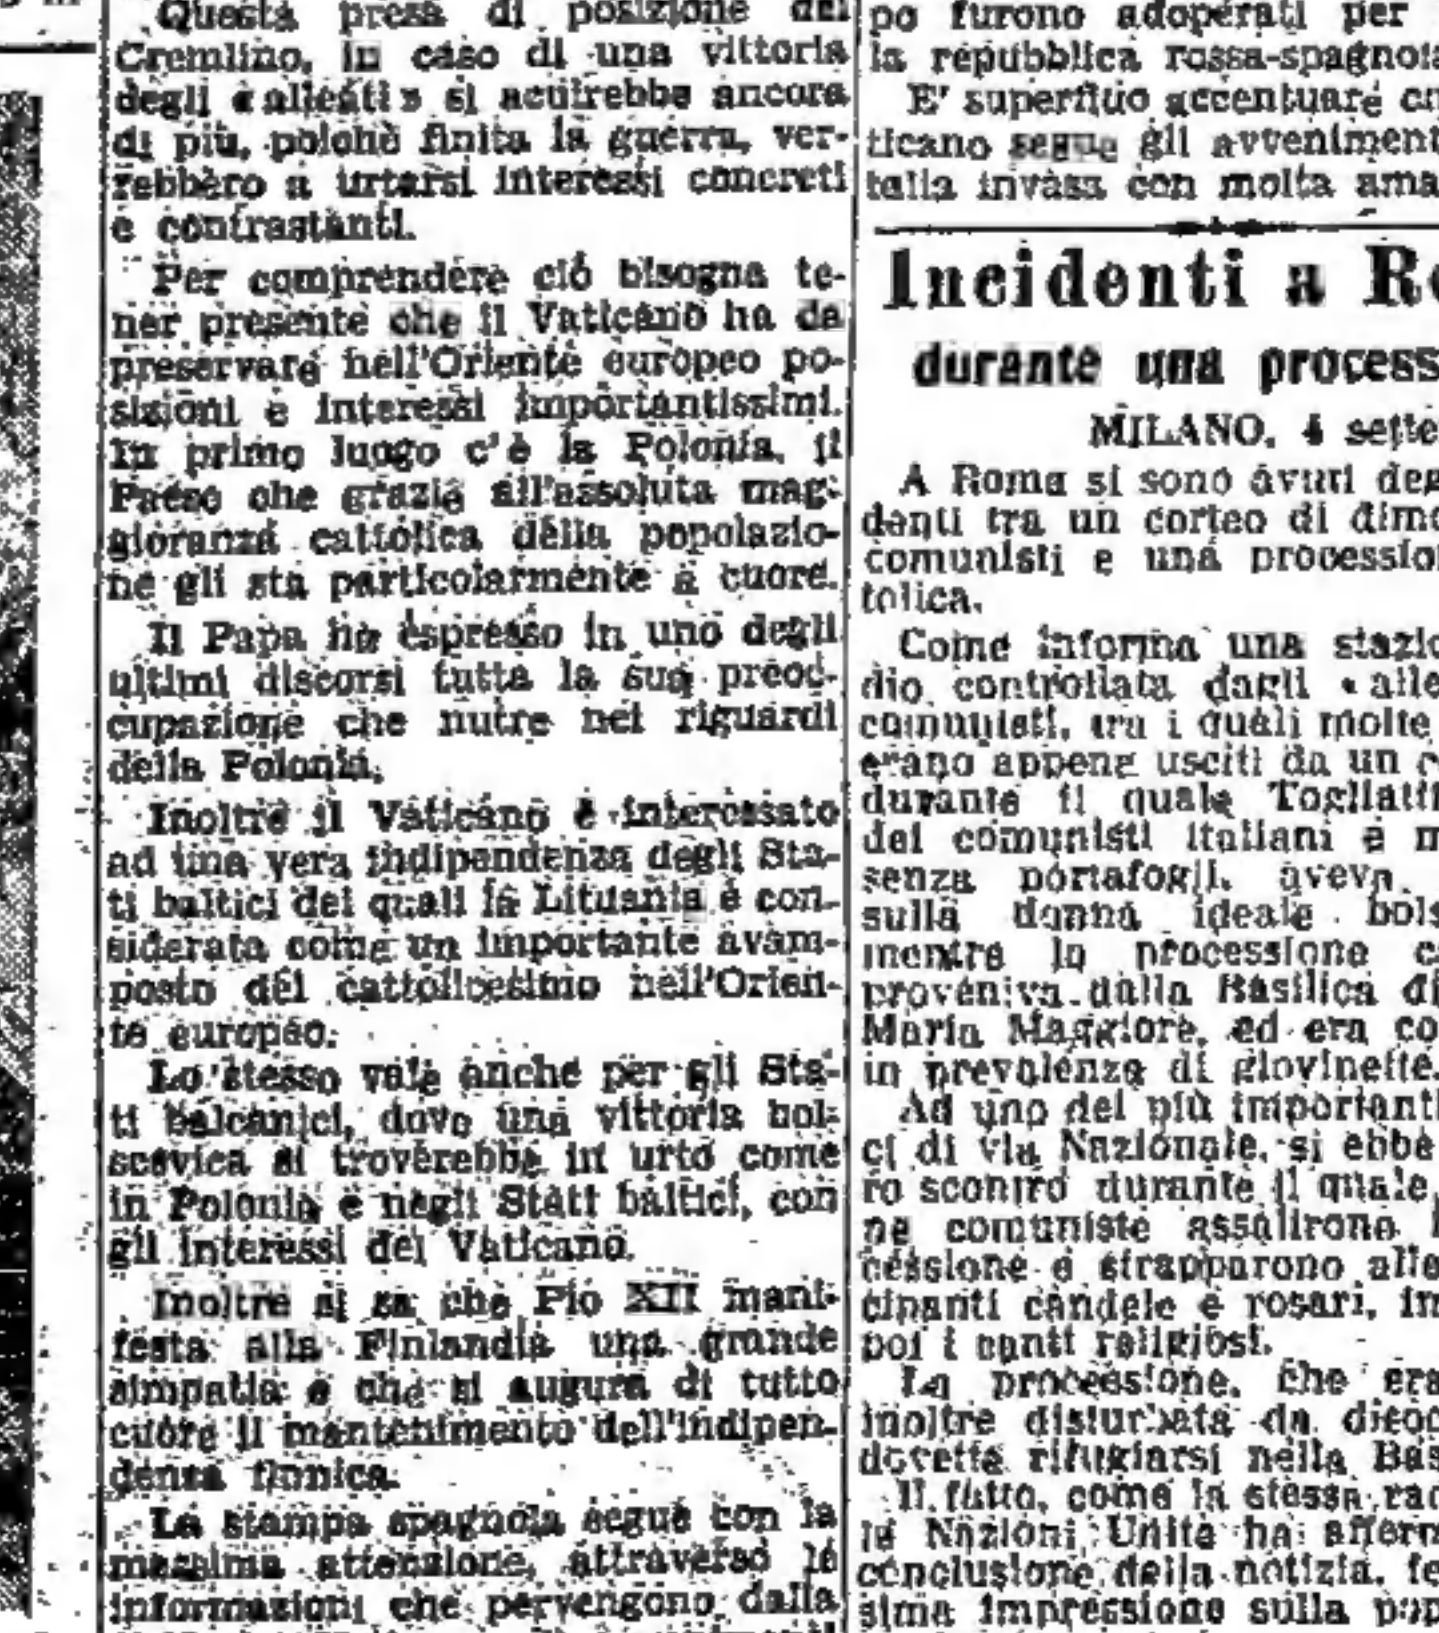 Questa presa di posizione del
Cremlino, in caso di una vittoria
degli « alleati » si acuirebbe ancora
di più, polchè finita la guerra, ver-
rebbero a urtarsi interessi concreti
e contrastanti.
Per comprendere ciò bisogna te-
ner presente che il Vaticano ha da
preservare nell'Oriente europeo po-
sizioni e interessi importantissimi.
In primo luogo c'è la Polonia, il
Paese che grazie all'assoluta mag-
gioranza cattolica della popolazio-
ne gli sta particolarmente a cuore.
Il Papa ha espresso in uno degli
ultimi discorsi tutta la sua preoc-
cupazione che nutre nei riguardi
della Polonia.
Inoltre il Vaticano è interessato
ad una vera indipendenza degli Sta-
ti baltici dei quali la Lituania è con-
siderata come un importante avam-
posto del cattolicesimo nell'Orien-
te europeo.
Lo stesso vale anche per gli Sta-
ti balcanici, dove una vittoria bol-
scevica si troverebbe in urto come
in Polonia e negli Stati baltici, con
gli interessi del Vaticano.
Inoltre si sa che Pio XII mani-
festa alla Finlandia una grande
simpatia e che si augura di tutto
cuore il mantenimento dell'indipen-
denza finnica.
La stampa spagnola segue con la
massima attenzione, attraverso le
informazioni che pervengono dalla
po furono adoperati per
la repubblica rossa-spagnola
E' superfluo accentuare
ticano segue gli avveniment
talia invasa con molta ama
Incidenti a Ro
durante una process
MILANO, 4 sette
A Roma si sono avuti deg
denti tra un corteo di dimo
comunisti e una procession
tolica.
Come informa una stazio
dio controllata dagli « alle
comunisti, tra i quali molte
erano appena usciti da un
durante il quale Togliatti
dei comunisti italiani e m
senza portafogli, aveva
sulla donna ideale bols
mentre la processione ca
proveniva dalla Basilica di
Maria Maggiore, ed era co
in prevalenza di giovinette.
Ad uno dei più importanti
ci di via Nazionale, si ebbe
ro scontro durante il quale,
ne comuniste assalirono
cessione e strapparono alle
cipanti candele e rosari, im
poi i canti religiosi.
La processione, che era
inoltre disturbata da
dovette rifugiarsi nella Bas
Il fatto, come la stessa rad
le Nazioni Unite ha afferm
conclusione della notizia, fe
sima impressione sulla pop